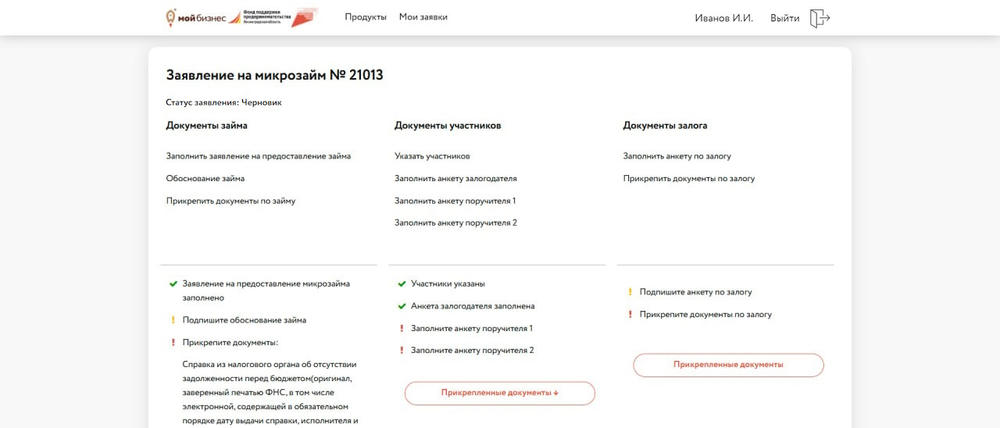 мойбизнес
Фонд поддержки
предпринимательства
Ленинградская область
Продукты
Мои заявки
Иванов И.И.
Выйти
Заявление на микрозайм № 21013
Статус заявления: Черновик
Документы займа
Заполнить заявление на предоставление займа
Обоснование займа
Прикрепить документы по займу
Документы участников
Указать участников
Заполнить анкету залогодателя
Заполнить анкету поручителя 1
Заполнить анкету поручителя 2
Документы залога
Заполнить анкету по залогу
Прикрепить документы по залогу
Заявление на предоставление микрозайма
заполнено
Подпишите обоснование займа
Прикрепите документы:
Справка из налогового органа об отсутствии
задолженности перед бюджетом(оригинал,
заверенный печатью ФНС, в том числе
электронной, содержащей в обязательном
порядке дату выдачи справки, исполнителя и
Участники указаны
Анкета залогодателя заполнена
Заполните анкету поручителя 1
Заполните анкету поручителя 2
Прикрепленные документы ↓
Подпишите анкету по залогу
Прикрепите документы по залогу
Прикрепленные документы